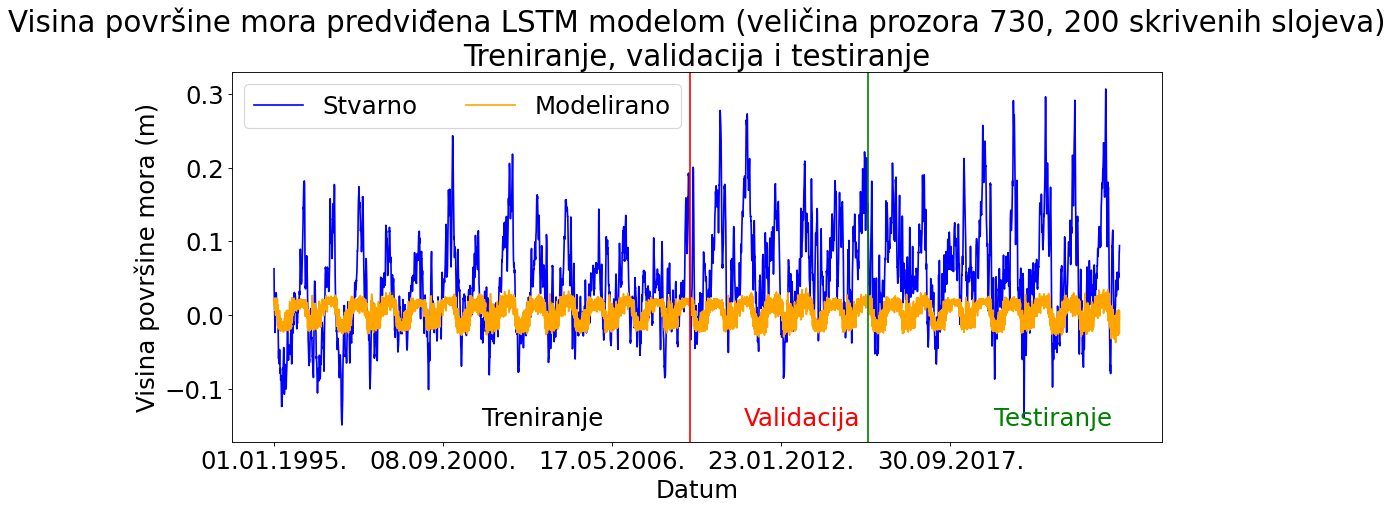 Visina površine mora predviđena LSTM modelom (veličina prozora 730, 200 skrivenih slojeva)
Treniranje, validacija i testiranje
Stvarno
Modelirano
Visina površine mora (m)
0.3
0.2
0.1
0.0
−0.1
Treniranje
Validacija
Testiranje
01.01.1995.
08.09.2000.
17.05.2006.
23.01.2012.
30.09.2017.
Datum